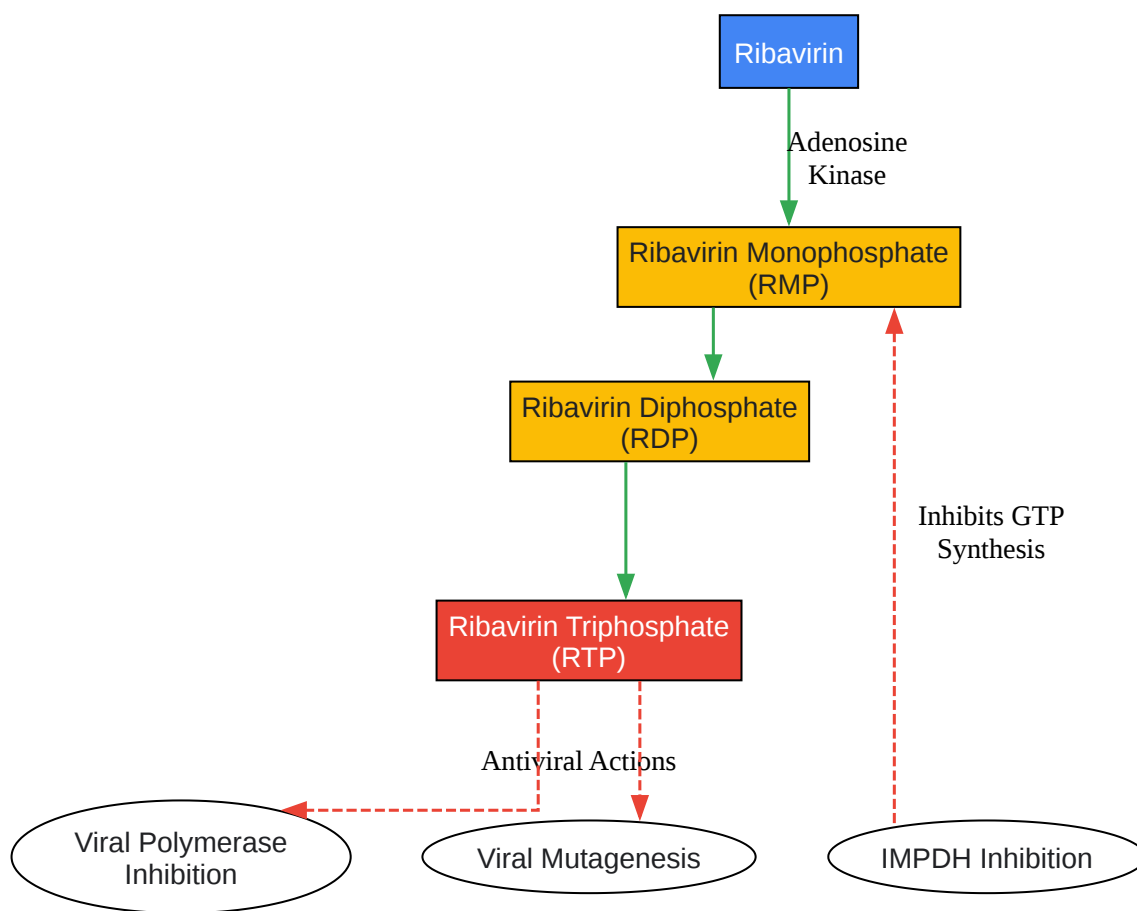 Ribavirin
Adenosine
Kinase
Ribavirin Monophosphate
(RMP)
Ribavirin Diphosphate
(RDP)
Inhibits GTP
Synthesis
Ribavirin Triphosphate
(RTP)
Antiviral Actions
Viral Polymerase
Inhibition
Viral Mutagenesis
IMPDH Inhibition